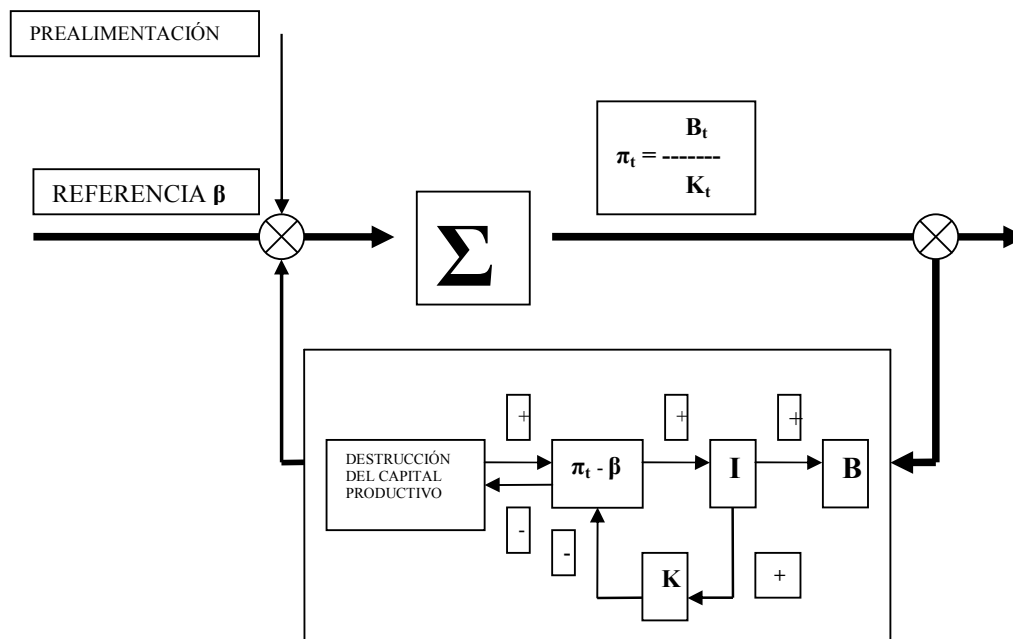 PREALIMENTACIÓN
B_t
π_t = -------
K_t
REFERENCIA β
Σ
+
+
+
DESTRUCCIÓN
DEL CAPITAL
PRODUCTIVO
π_t - β
I
B
-
-
K
+